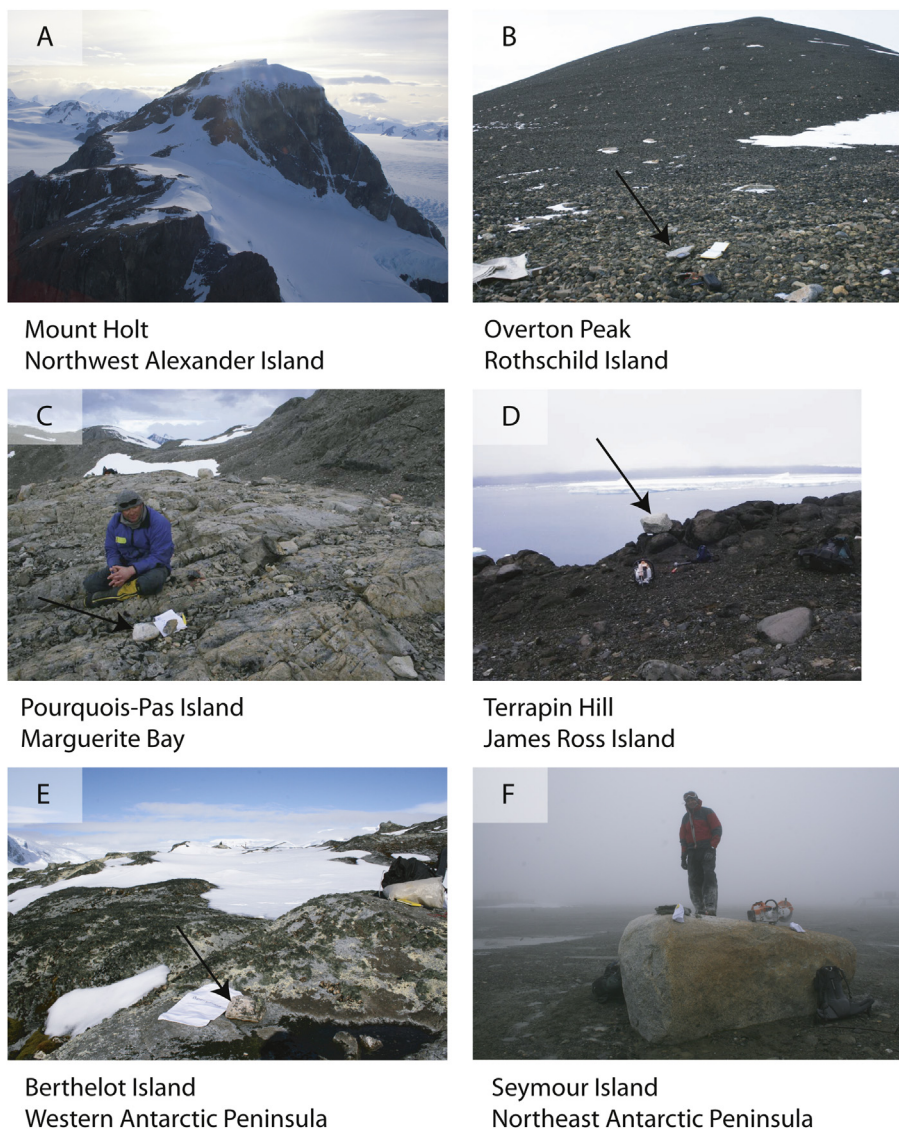 A
B
Mount Holt
Northwest Alexander Island
Overton Peak
Rothschild Island
C
D
Pourquois-Pas Island
Marguerite Bay
Terrapin Hill
James Ross Island
E
F
Berthelot Island
Western Antarctic Peninsula
Seymour Island
Northeast Antarctic Peninsula